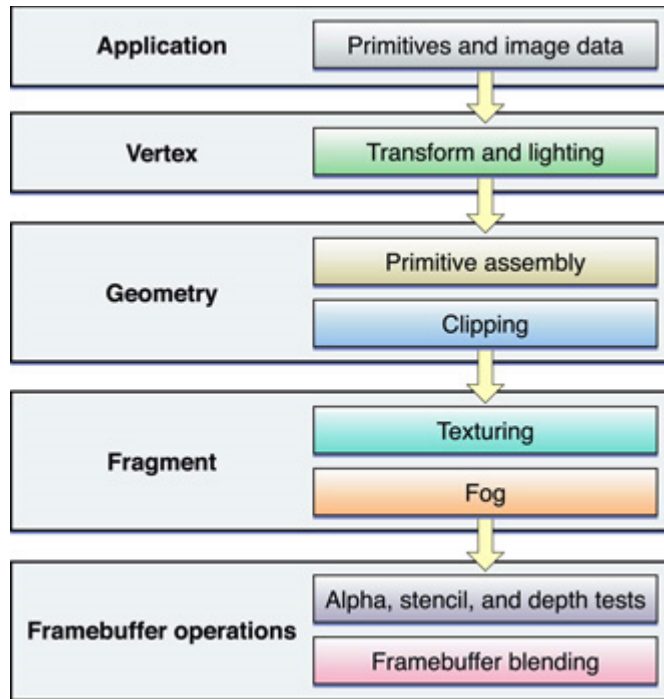 Application
Primitives and image data
Vertex
Transform and lighting
Geometry
Primitive assembly
Clipping
Fragment
Texturing
Fog
Framebuffer operations
Alpha, stencil, and depth tests
Framebuffer blending